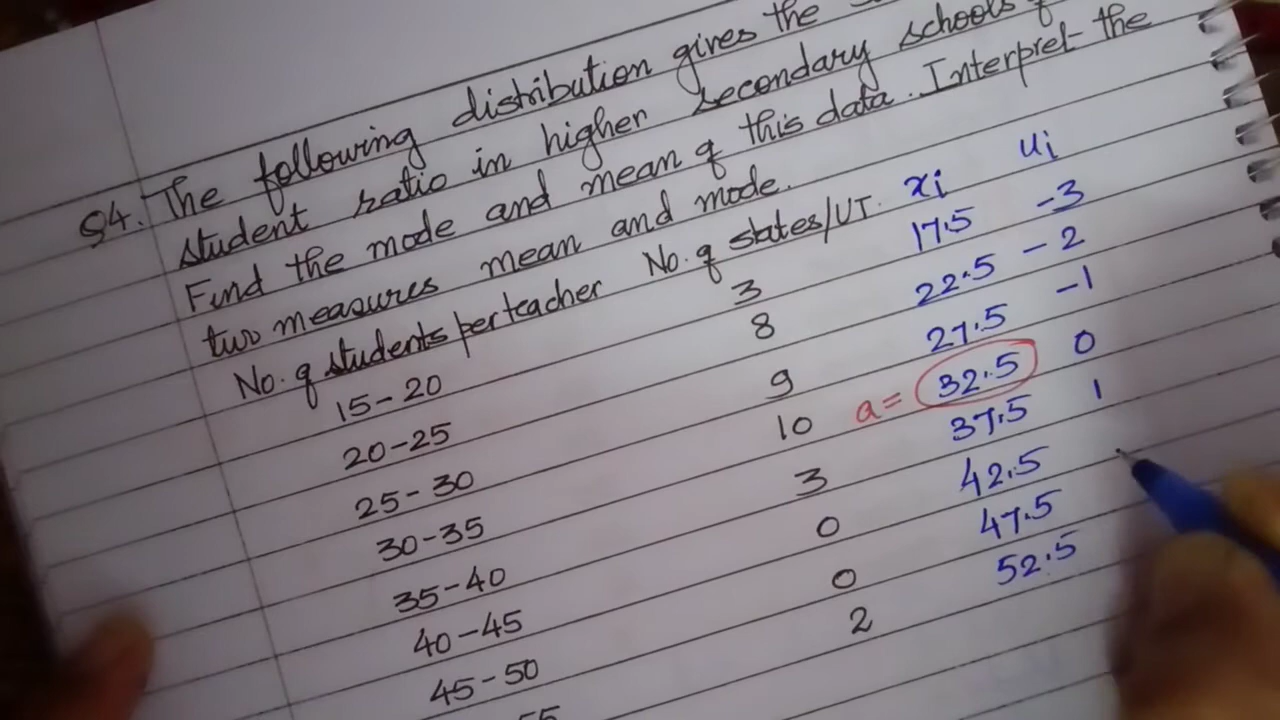 Q4. The following distribution gives the
student ratio in higher secondary schools
Find the mode and mean of this data. Interpret the
two measures mean and mode.
No. of students per teacher No. of states/UT. xi ui
15-20 3 17.5 -3
20-25 8 22.5 -2
25-30 9 27.5 -1
30-35 10 a= 32.5 0
35-40 3 37.5 1
40-45 0 42.5
45-50 0 47.5
55 2 52.5